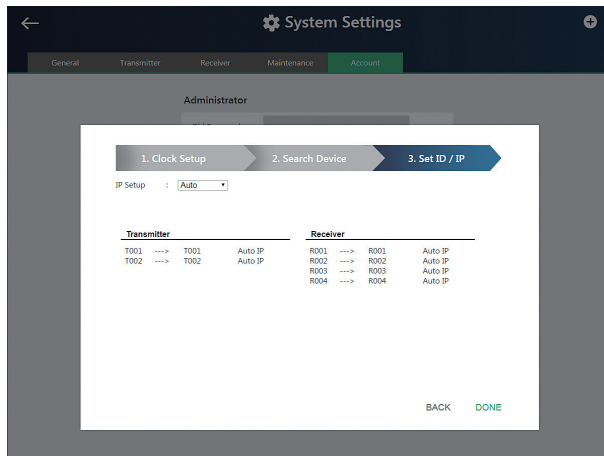 System Settings
General Transmitter Receiver Maintenance Account
Administrator
1. Clock Setup 2. Search Device 3. Set ID / IP
IP Setup : Auto
Transmitter Receiver
T001 ---> T001 Auto IP R001 ---> R001 Auto IP
T002 ---> T002 Auto IP R002 ---> R002 Auto IP
R003 ---> R003 Auto IP
R004 ---> R004 Auto IP
BACK DONE